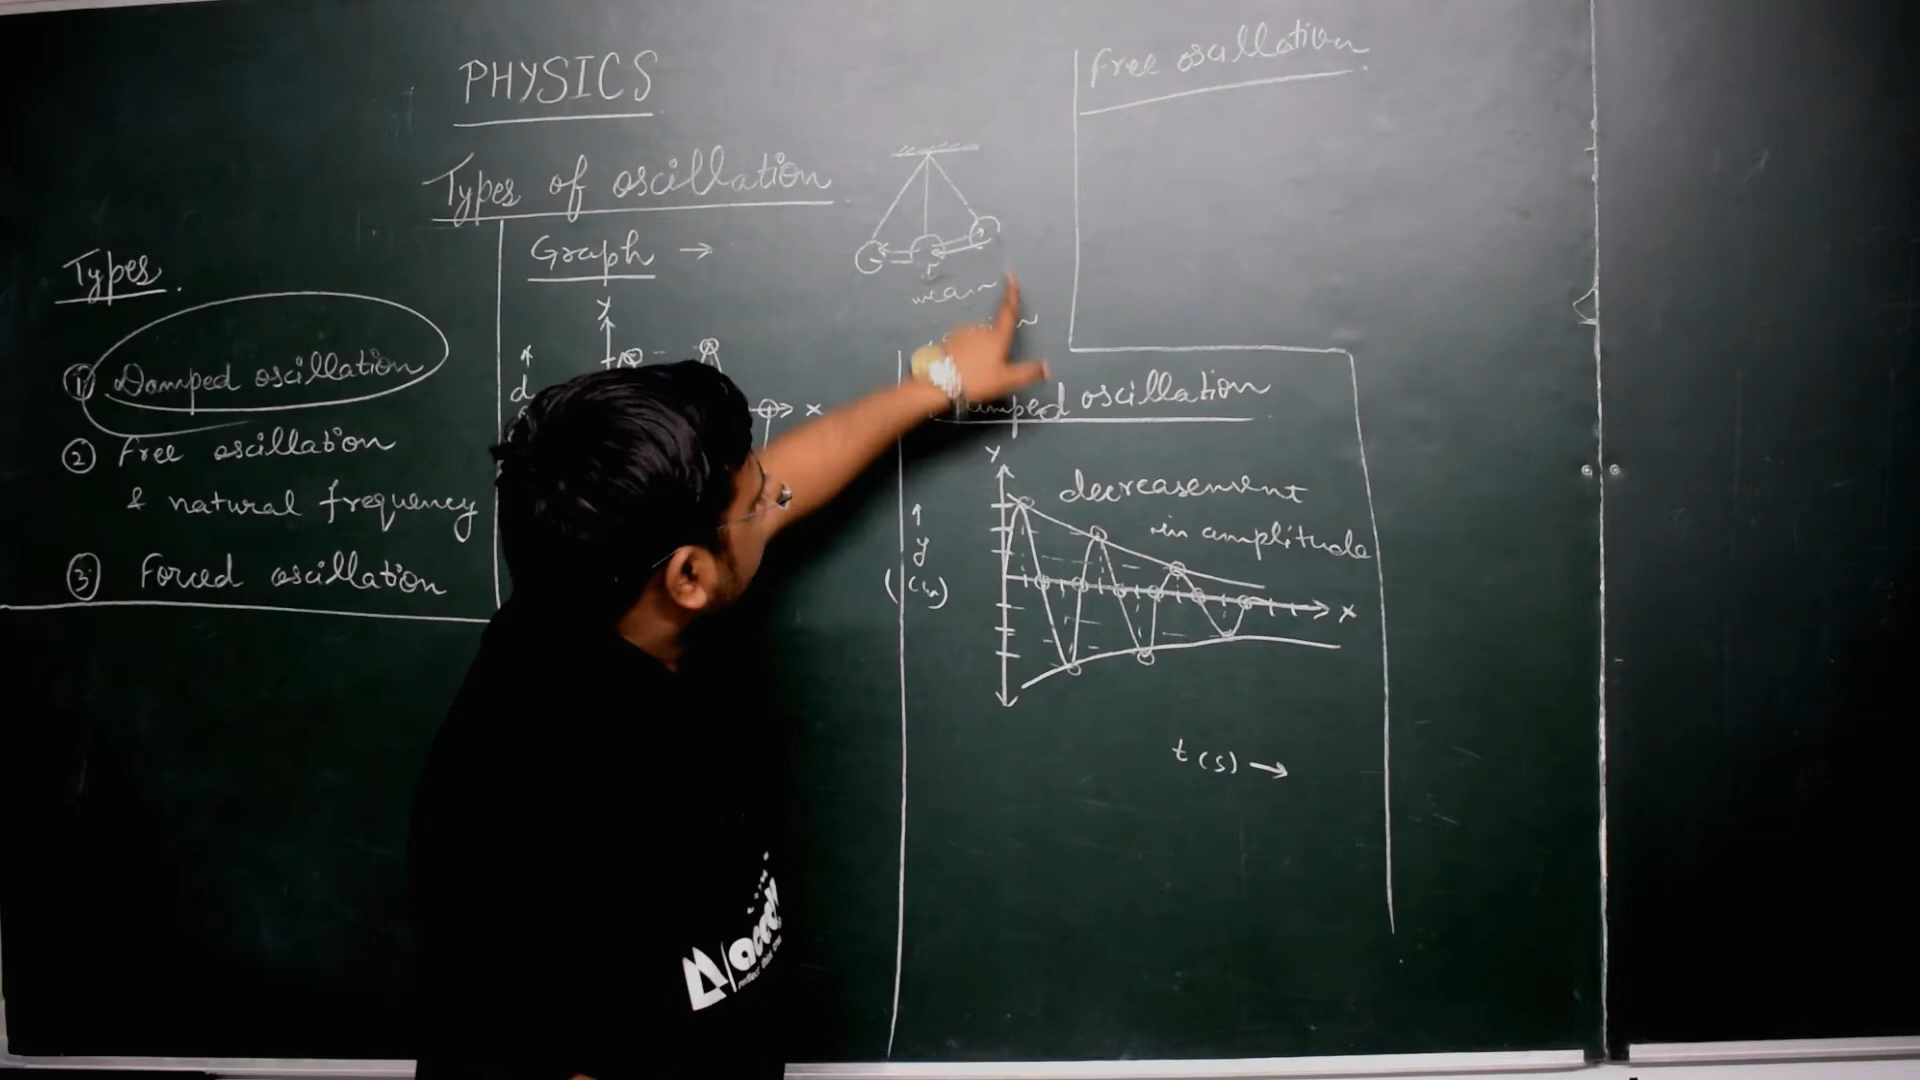 PHYSICS
Types of oscillation
Types.
① Damped oscillation
② Free oscillation
& natural frequency
③ Forced oscillation
Graph →
Y
d
x
mean
Free oscillation
oscillation
Y
decreasement
in amplitude
y
x
t(s) →